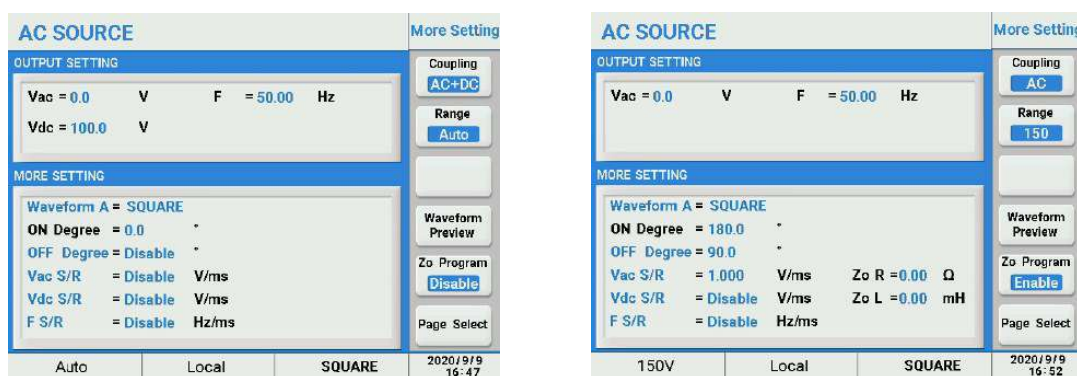 AC SOURCE
More Setting
OUTPUT SETTING
Vac = 0.0 V F = 50.00 Hz
Vdc = 100.0 V
Coupling
AC+DC
Range
Auto
MORE SETTING
Waveform A = SQUARE
ON Degree = 0.0 °
OFF Degree = Disable °
Vac S/R = Disable V/ms
Vdc S/R = Disable V/ms
F S/R = Disable Hz/ms
Waveform
Preview
Zo Program
Disable
Page Select
Auto Local SQUARE 2020/9/9
16:47
AC SOURCE
More Setting
OUTPUT SETTING
Vac = 0.0 V F = 50.00 Hz
Coupling
AC
Range
150
MORE SETTING
Waveform A = SQUARE
ON Degree = 180.0 °
OFF Degree = 90.0 °
Vac S/R = 1.000 V/ms Zo R =0.00 Ω
Vdc S/R = Disable V/ms Zo L =0.00 mH
F S/R = Disable Hz/ms
Waveform
Preview
Zo Program
Enable
Page Select
150V Local SQUARE 2020/9/9
16:52